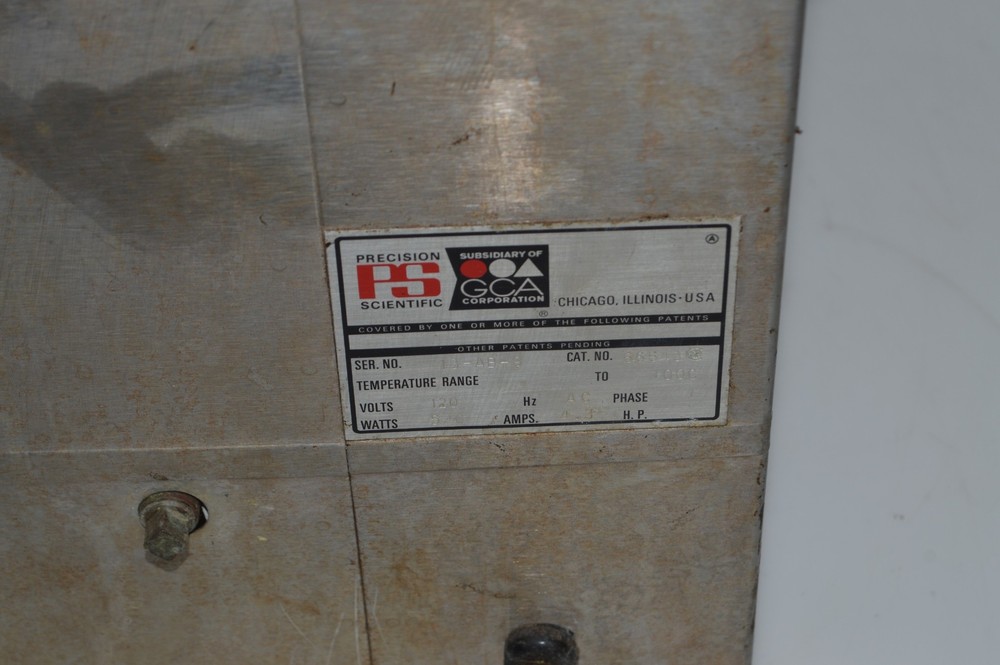 PRECISION
PS
SCIENTIFIC
SUBSIDIARY OF
GCA
CORPORATION
®
CHICAGO, ILLINOIS · USA
Ⓐ
COVERED BY ONE OR MORE OF THE FOLLOWING PATENTS
OTHER PATENTS PENDING
SER. NO. CAT. NO.
TEMPERATURE RANGE TO
VOLTS 120 Hz PHASE
WATTS AMPS. H.P.